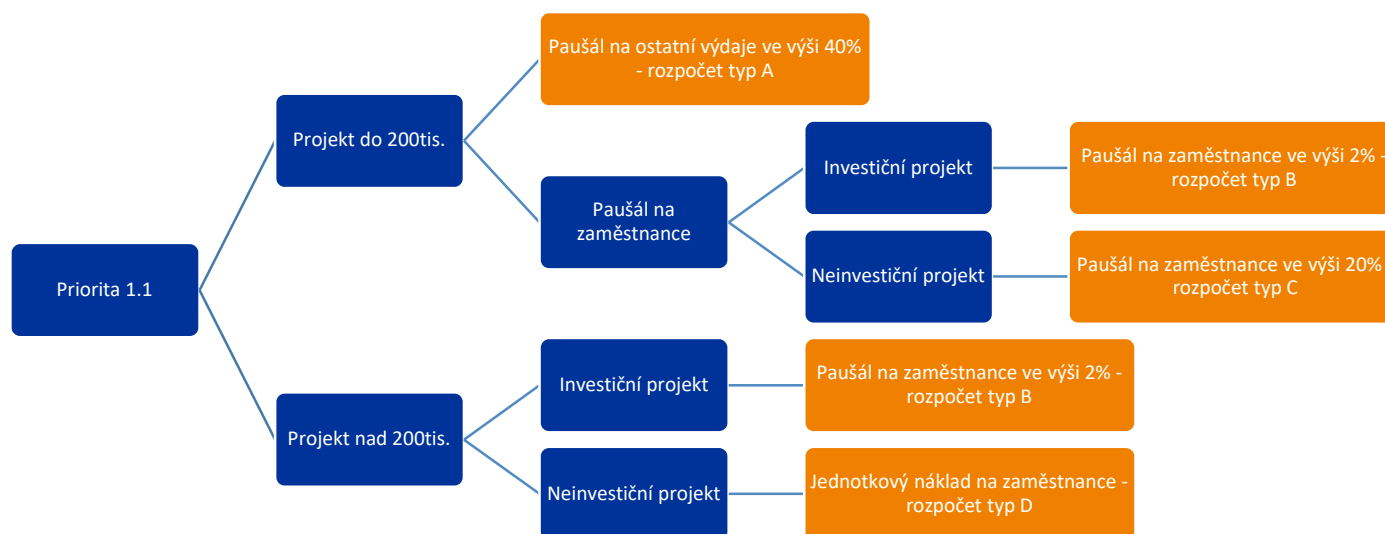 Priorita 1.1
Projekt do 200tis.
Paušál na ostatní výdaje ve výši 40%
- rozpočet typ A
Paušál na
zaměstnance
Investiční projekt
Paušál na zaměstnance ve výši 2% -
rozpočet typ B
Neinvestiční projekt
Paušál na zaměstnance ve výši 20%
rozpočet typ C
Projekt nad 200tis.
Investiční projekt
Paušál na zaměstnance ve výši 2% -
rozpočet typ B
Neinvestiční projekt
Jednotkový náklad na zaměstnance -
rozpočet typ D